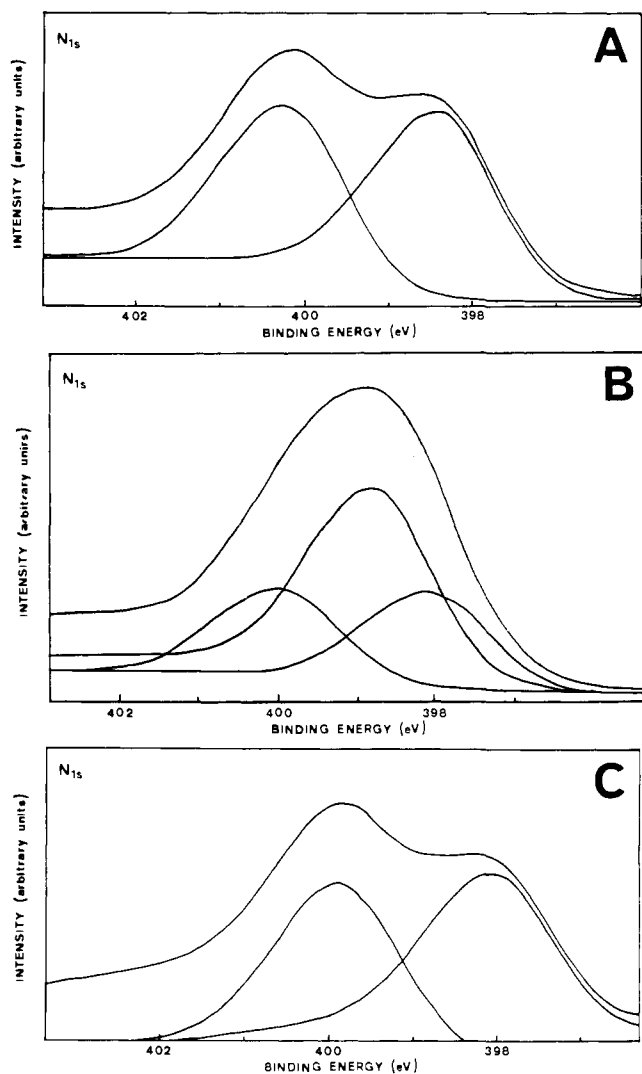 N1s
A
INTENSITY (arbitrary units)
402
400
398
BINDING ENERGY (eV)
N1s
B
INTENSITY (arbitrary unirs)
402
400
398
BINDING ENERGY (eV)
N1s
C
INTENSITY (arbitrary units)
402
400
398
BINDING ENERGY (eV)